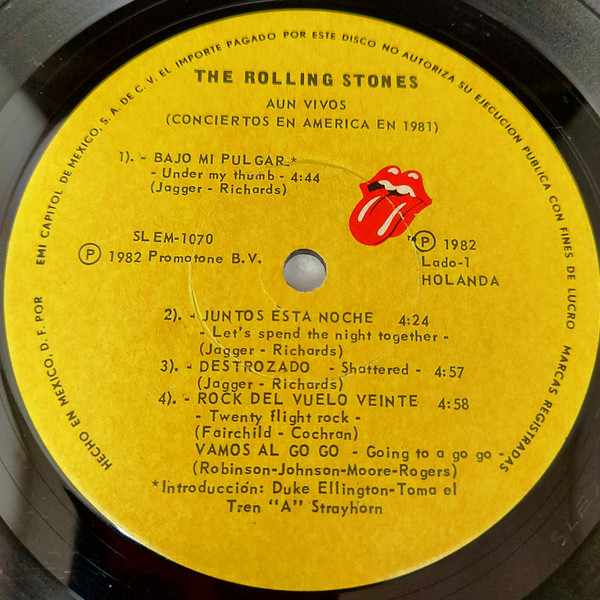 HECHO EN MEXICO, D. F. POR EMI CAPITOL DE MEXICO, S. A. DE C. V. EL IMPORTE PAGADO POR ESTE DISCO NO AUTORIZA SU EJECUCION PUBLICA CON FINES DE LUCRO MARCAS REGISTRADAS
THE ROLLING STONES
AUN VIVOS
(CONCIERTOS EN AMERICA EN 1981)
1). - BAJO MI PULGAR *
- Under my thumb - 4:44
(Jagger - Richards)
SLEM-1070
Ⓟ 1982 Promotone B.V.
TM
Ⓟ 1982
Lado-1
HOLANDA
2). - JUNTOS ESTA NOCHE 4:24
- Let's spend the night together -
(Jagger - Richards)
3). - DESTROZADO - Shattered - 4:57
(Jagger - Richards)
4). - ROCK DEL VUELO VEINTE 4:58
- Twenty flight rock -
(Fairchild - Cochran)
VAMOS AL GO GO - Going to a go go -
(Robinson-Johnson-Moore-Rogers)
*Introducción: Duke Ellington-Toma el
Tren "A" Strayhorn
SLE